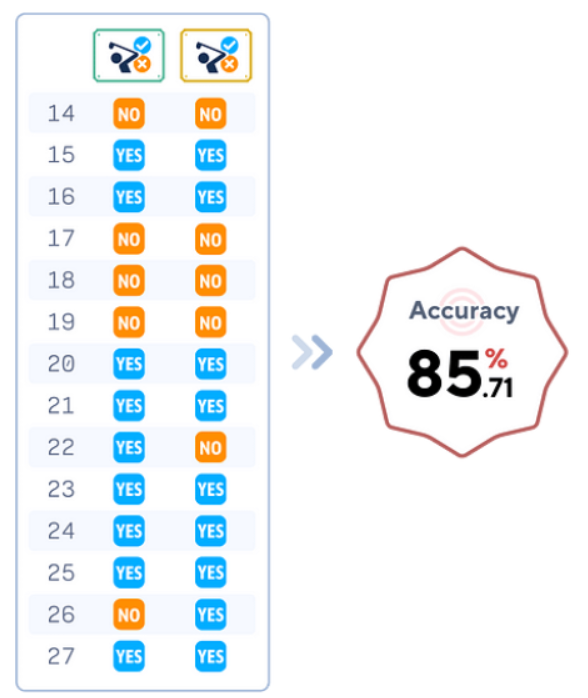 14 NO NO
15 YES YES
16 YES YES
17 NO NO
18 NO NO
19 NO NO
20 YES YES
21 YES YES
22 YES NO
23 YES YES
24 YES YES
25 YES YES
26 NO YES
27 YES YES
Accuracy
85.71%